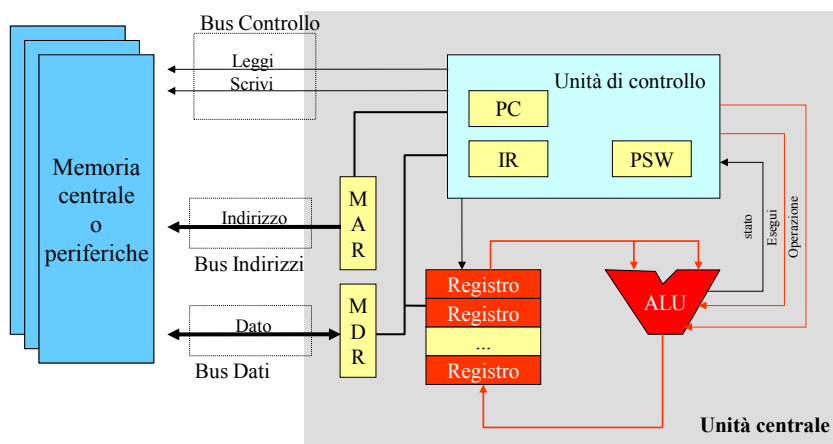 Bus Controllo
Leggi
Scrivi
Unità di controllo
PC
IR
PSW
Memoria
centrale
o
periferiche
M
A
R
Indirizzo
Bus Indirizzi
stato
Esegui
Operazione
Registro
Registro
...
Registro
ALU
M
D
R
Dato
Bus Dati
Unità centrale